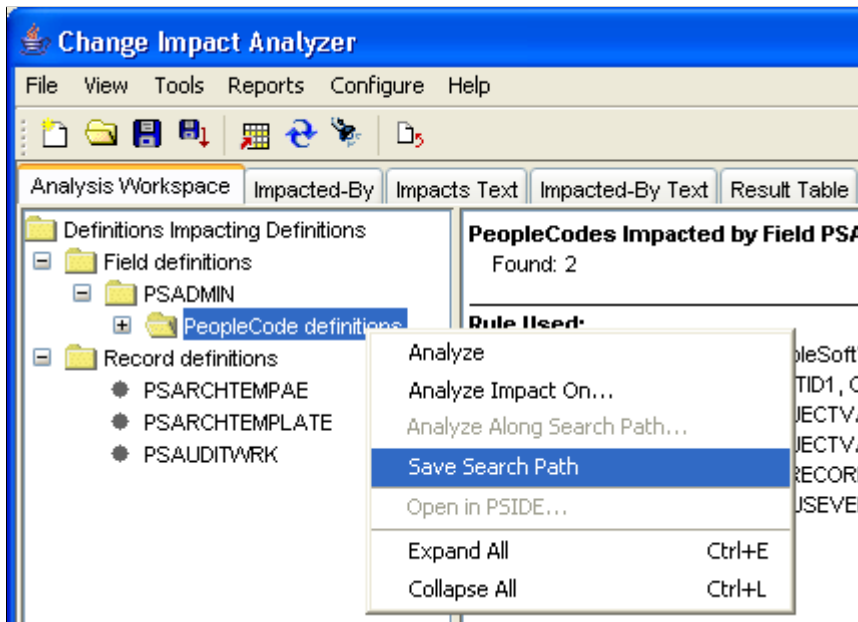 Change Impact Analyzer
File View Tools Reports Configure Help
Analysis Workspace Impacted-By Impacts Text Impacted-By Text Result Table
Definitions Impacting Definitions
Field definitions
PSADMIN
PeopleCode definitions
Record definitions
PSARCHTEMPAE
PSARCHTEMPLATE
PSAUDITWRK
PeopleCodes Impacted by Field PSA
Found: 2
Rule Used:
Analyze
Analyze Impact On...
Analyze Along Search Path...
Save Search Path
Open in PSIDE...
Expand All Ctrl+E
Collapse All Ctrl+L